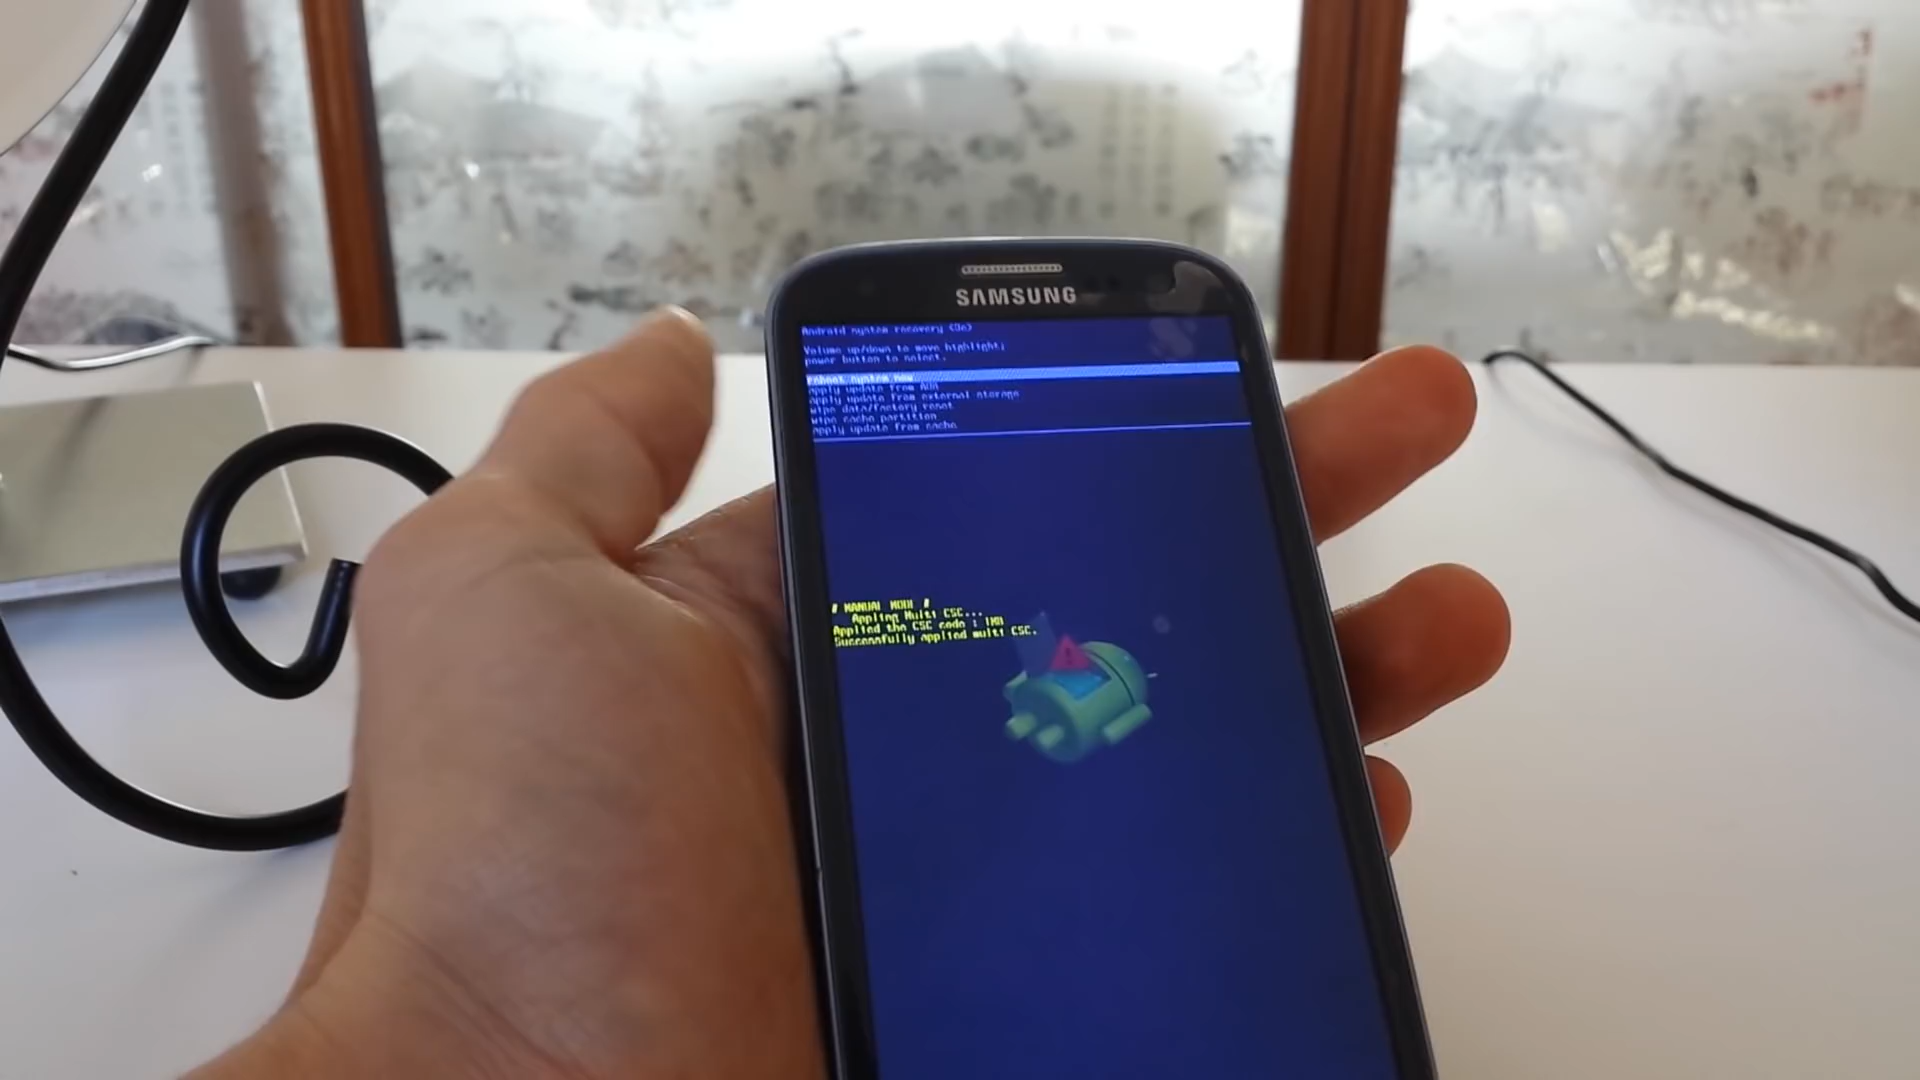 SAMSUNG
Android system recovery <3e>
Volume up/down to move highlight;
power button to select.
reboot system now
apply update from ADB
apply update from external storage
wipe data/factory reset
wipe cache partition
apply update from cache
# MANUAL MODE #
Appling Multi CSC...
Applied the CSC code :
Successfully applied multi CSC.